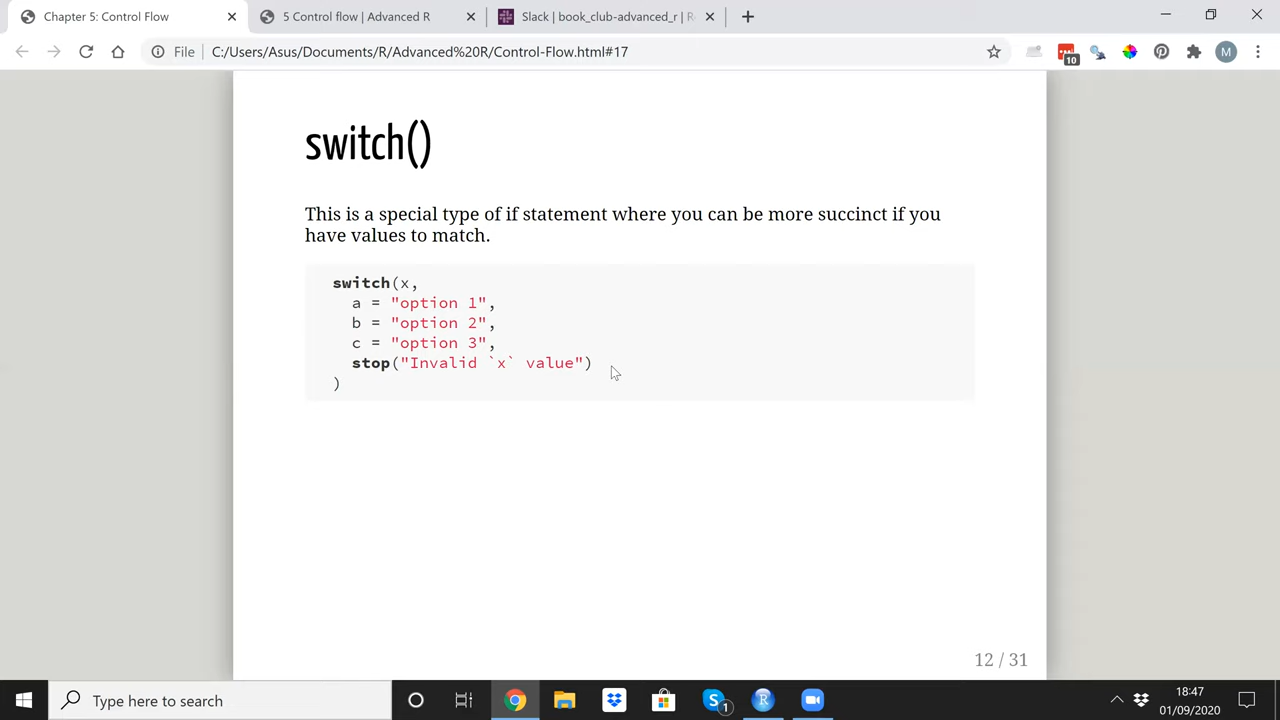 Chapter 5: Control Flow
5 Control flow | Advanced R
Slack | book_club-advanced_r | R
File
C:/Users/Asus/Documents/R/Advanced%20R/Control-Flow.html#17
10
M
switch()
This is a special type of if statement where you can be more succinct if you
have values to match.
switch(x,
a = "option 1",
b = "option 2",
c = "option 3",
stop("Invalid `x` value")
)
12 / 31
Type here to search
S
1
R
18:47
01/09/2020